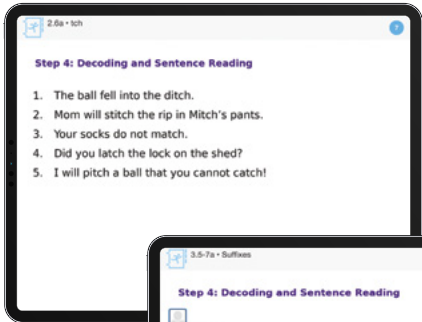 2.6a • tch
?
Step 4: Decoding and Sentence Reading
1. The ball fell into the ditch.
2. Mom will stitch the rip in Mitch's pants.
3. Your socks do not match.
4. Did you latch the lock on the shed?
5. I will pitch a ball that you cannot catch!
3.5-7a • Suffixes
Step 4: Decoding and Sentence Reading